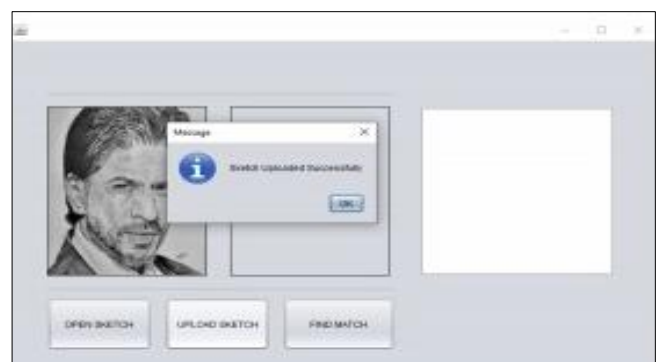 Message
Sketch Uploaded Successfully
OK
OPEN SKETCH
UPLOAD SKETCH
FIND MATCH